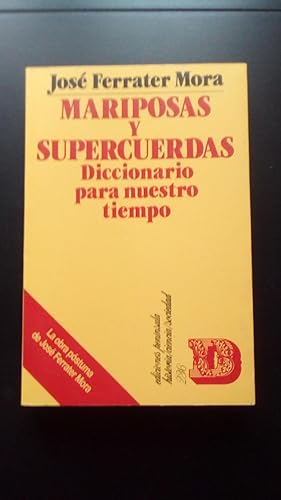 José Ferrater Mora
MARIPOSAS
Y
SUPERCUERDAS
Diccionario
para nuestro
tiempo
La obra póstuma
de José Ferrater Mora
ediciones península
historia/ciencia/sociedad
236